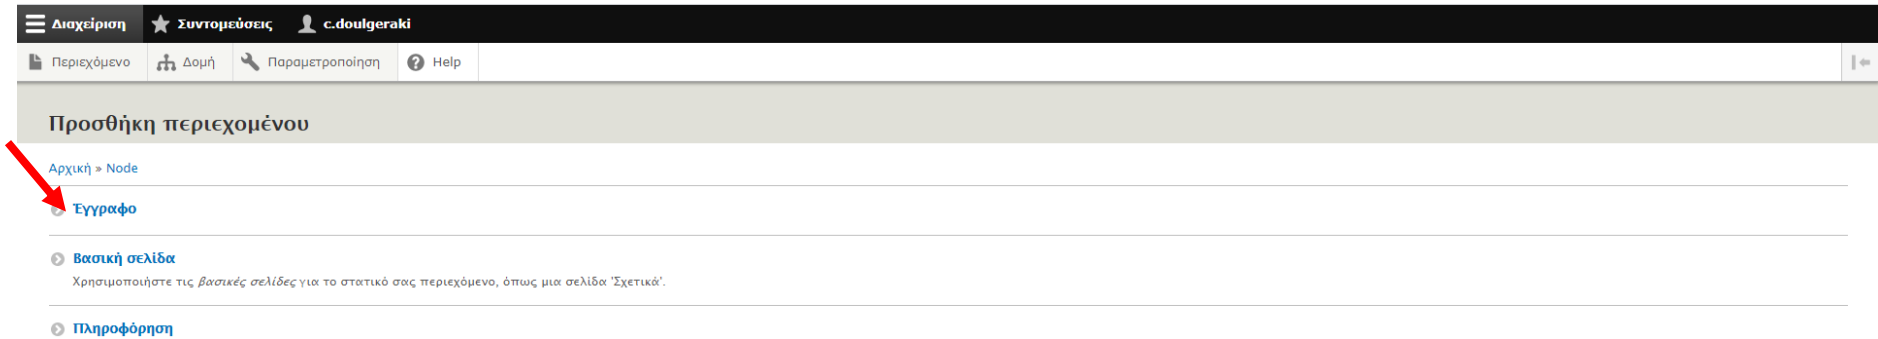 Διαχείριση Συντομεύσεις c.doulgeraki
Περιεχόμενο Δομή Παραμετροποίηση Help
Προσθήκη περιεχομένου
Αρχική » Node
Έγγραφο
Βασική σελίδα
Χρησιμοποιήστε τις βασικές σελίδες για το στατικό σας περιεχόμενο, όπως μια σελίδα 'Σχετικά'.
Πληροφόρηση